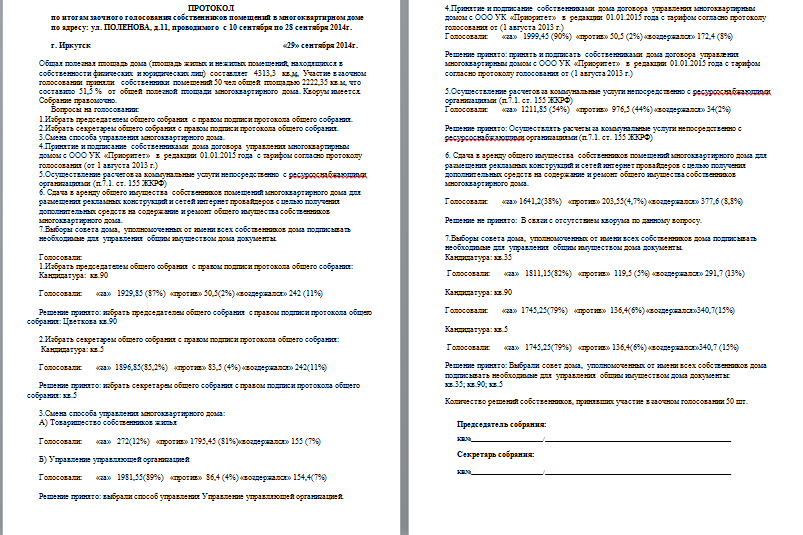 ПРОТОКОЛ
по итогам заочного голосования собственников помещений в многоквартирном доме
по адресу: ул. ПОЛЕНОВА, д.11, проводимого с 10 сентября по 28 сентября 2014г.
г. Иркутск «29» сентября 2014г.
Общая полезная площадь дома (площадь жилых и нежилых помещений, находящихся в
собственности физических и юридических лиц) составляет 4313,3 кв.м. Участие в заочном
голосовании приняли собственники помещений 50 чел общей площадью 2222,35 кв.м, что
составило 51,5 % от общей полезной площади многоквартирного дома. Кворум имеется.
Собрание правомочно.
Вопросы на голосовании:
1.Избрать председателем общего собрания с правом подписи протокола общего собрания.
2.Избрать секретарем общего собрания с правом подписи протокола общего собрания.
3.Смена способа управления многоквартирного дома.
4.Принятие и подписание собственниками дома договора управления многоквартирным
домом с ООО УК «Приоритет» в редакции 01.01.2015 года с тарифом согласно протоколу
голосования (от 1 августа 2013 г.)
5.Осуществление расчетов за коммунальные услуги непосредственно с ресурсоснабжающими
организациями (п.7.1. ст. 155 ЖКРФ)
6. Сдача в аренду общего имущества собственников помещений многоквартирного дома для
размещения рекламных конструкций и сетей интернет провайдеров с целью получения
дополнительных средств на содержание и ремонт общего имущества собственников
многоквартирного дома.
7.Выборы совета дома, уполномоченных от имени всех собственников дома подписывать
необходимые для управления общим имуществом дома документы.
Голосовали:
1.Избрать председателем общего собрания с правом подписи протокола общего собрания:
Кандидатура: кв.90
Голосовали: «за» 1929,85 (87%) «против» 50,5(2%) «воздержался» 242 (11%)
Решение принято: избрать председателем общего собрания с правом подписи протокола общего
собрания: Цветкова кв.90
2.Избрать секретарем общего собрания с правом подписи протокола общего собрания:
Кандидатура: кв.5
Голосовали: «за» 1896,85(85,2%) «против» 83,5 (4%) «воздержался» 242(11%)
Решение принято: избрать секретарем общего собрания с правом подписи протокола общего
собрания: кв.5
3.Смена способа управления многоквартирного дома:
А) Товарищество собственников жилья
Голосовали: «за» 272(12%) «против» 1795,45 (81%)«воздержался» 155 (7%)
Б) Управление управляющей организацией
Голосовали: «за» 1981,55(89%) «против» 86,4 (4%) «воздержался» 154,4(7%)
Решение принято: выбрали способ управления Управление управляющей организацией.
4.Принятие и подписание собственниками дома договора управления многоквартирным
домом с ООО УК «Приоритет» в редакции 01.01.2015 года с тарифом согласно протоколу
голосования от (1 августа 2013 г.)
Голосовали: «за» 1999,45 (90%) «против» 50,5 (2%) «воздержался» 172,4 (8%)
Решение принято: принять и подписать собственниками дома договора управления
многоквартирным домом с ООО УК «Приоритет» в редакции 01.01.2015 года с тарифом
согласно протоколу голосования от (1 августа 2013 г.)
5.Осуществление расчетов за коммунальные услуги непосредственно с ресурсоснабжающими
организациями (п.7.1. ст. 155 ЖКРФ)
Голосовали: «за» 1211,85 (54%) «против» 976,5 (44%) «воздержался» 34(2%)
Решение принято: Осуществлять расчеты за коммунальные услуги непосредственно с
ресурсоснабжающими организациями (п.7.1. ст. 155 ЖКРФ)
6. Сдача в аренду общего имущества собственников помещений многоквартирного дома для
размещения рекламных конструкций и сетей интернет провайдеров с целью получения
дополнительных средств на содержание и ремонт общего имущества собственников
многоквартирного дома.
Голосовали: «за» 1641,2(38%) «против» 203,55(4,7%) «воздержался» 377,6 (8,8%)
Решение не принято: В связи с отсутствием кворума по данному вопросу.
7.Выборы совета дома, уполномоченных от имени всех собственников дома подписывать
необходимые для управления общим имуществом дома документы.
Кандидатура: кв.35
Голосовали: «за» 1811,15(82%) «против» 119,5 (5%) «воздержался» 291,7 (13%)
Кандидатура: кв.90
Голосовали: «за» 1745,25(79%) «против» 136,4(6%) «воздержался»340,7(15%)
Кандидатура: кв.5
Голосовали: «за» 1745,25(79%) «против» 136,4(6%) «воздержался»340,7 (15%)
Решение принято: Выбрали совет дома, уполномоченных от имени всех собственников дома
подписывать необходимые для управления общим имуществом дома документы:
кв.35; кв.90; кв.5
Количество решений собственников, принявших участие в заочном голосовании 50 шт.
Председатель собрания:
кв№____________________/____________________
Секретарь собрания:
кв№____________________/____________________